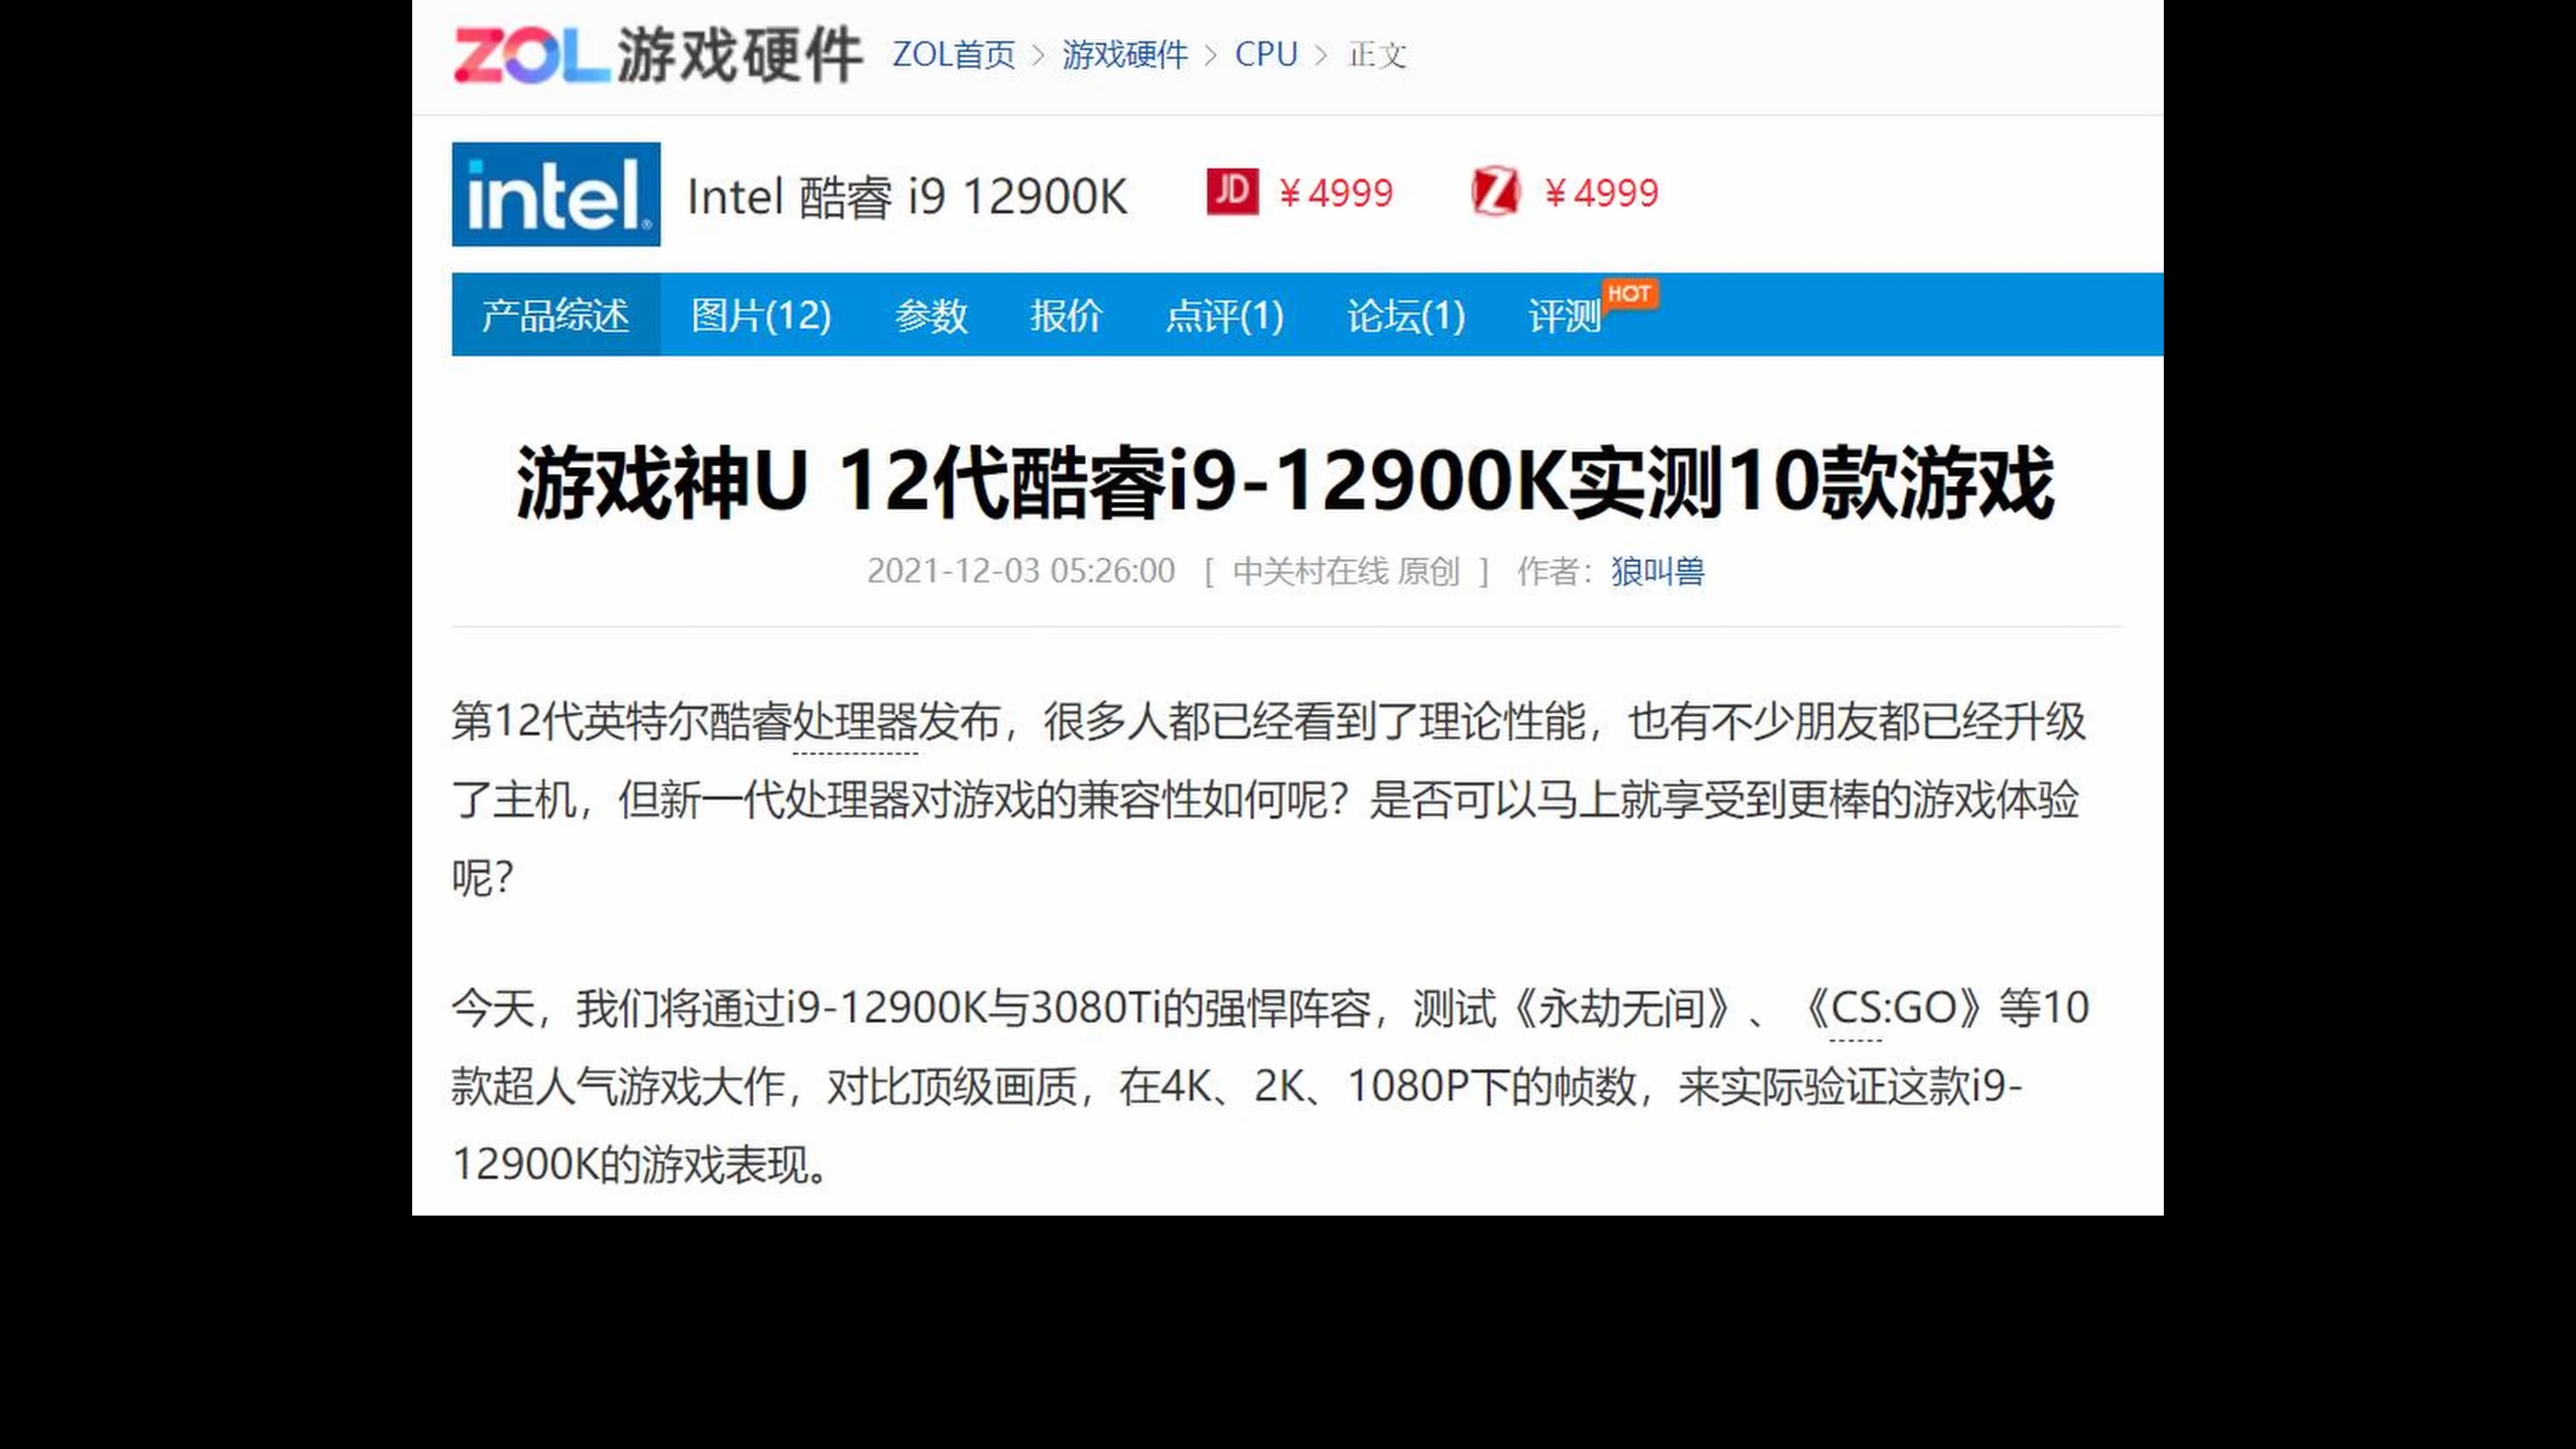 ZOL游戏硬件 ZOL首页 > 游戏硬件 > CPU > 正文
intel® Intel 酷睿 i9 12900K JD ¥4999 Z ¥4999
产品综述 图片(12) 参数 报价 点评(1) 论坛(1) 评测 HOT
游戏神U 12代酷睿i9-12900K实测10款游戏
2021-12-03 05:26:00 [ 中关村在线 原创 ] 作者：狼叫兽
第12代英特尔酷睿处理器发布，很多人都已经看到了理论性能，也有不少朋友都已经升级
了主机，但新一代处理器对游戏的兼容性如何呢？是否可以马上就享受到更棒的游戏体验
呢？
今天，我们将通过i9-12900K与3080Ti的强悍阵容，测试《永劫无间》、《CS:GO》等10
款超人气游戏大作，对比顶级画质，在4K、2K、1080P下的帧数，来实际验证这款i9-
12900K的游戏表现。